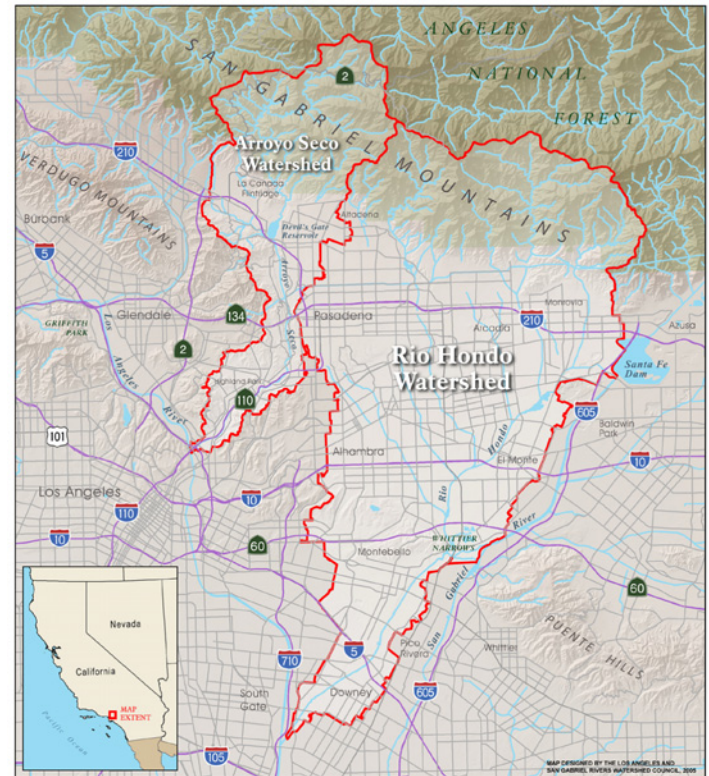 ANGELES
NATIONAL
FOREST
SAN GABRIEL MOUNTAINS
2
Arroyo Seco
Watershed
210
La Canada
Flintridge
VERDUGO MOUNTAINS
Burbank
Altadena
Devil's Gate
Reservoir
5
Arroyo Seco
Los Angeles River
Glendale
134
Pasadena
GRIFFITH
PARK
2
Monrovia
210
Arcadia
Azusa
Rio Hondo
Watershed
Santa Fe
Dam
Highland Park
110
605
Baldwin
Park
101
Alhambra
Rio Hondo
El Monte
10
Los Angeles
110
10
10
60
Montebello
WHITTIER
NARROWS
San Gabriel River
60
PUENTE HILLS
Nevada
California
MAP
EXTENT
Pacific Ocean
5
Pico
Rivera
Whittier
710
South
Gate
Downey
605
105
MAP DESIGNED BY THE LOS ANGELES AND
SAN GABRIEL RIVERS WATERSHED COUNCIL, 2005